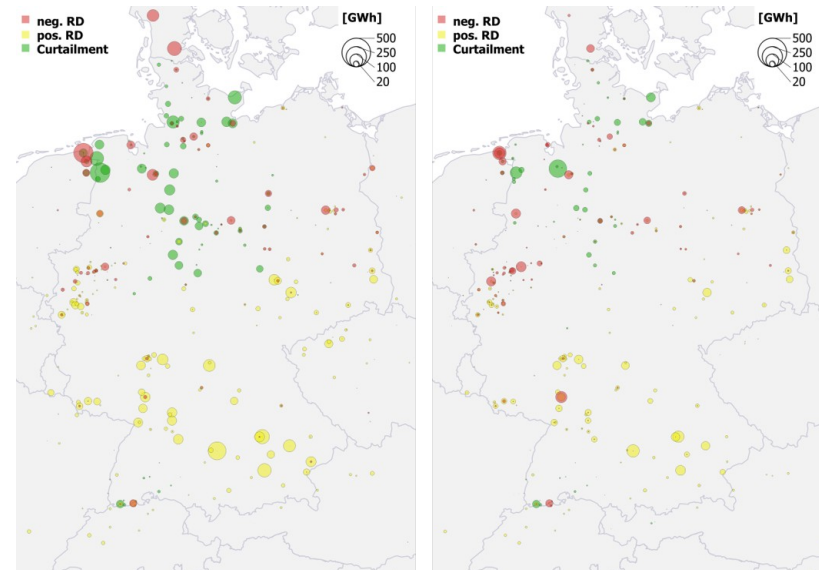 neg. RD
pos. RD
Curtailment
[GWh]
500
250
100
20
neg. RD
pos. RD
Curtailment
[GWh]
500
250
100
20